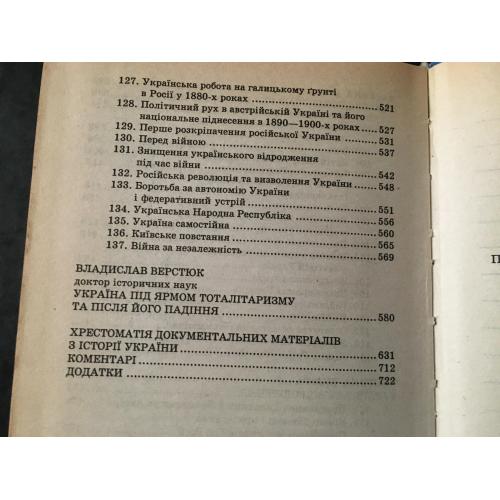 127. Українська робота на галицькому ґрунті
в Росії у 1880-х роках 521
128. Політичний рух в австрійській Україні та його
національне піднесення в 1890—1900-х роках 527
129. Перше розкріпачення російської України 531
130. Перед війною 537
131. Знищення українського відродження
під час війни 542
132. Російська революція та визволення України 548
133. Боротьба за автономію України
і федеративний устрій 551
134. Українська Народна Республіка 556
135. Україна самостійна 560
136. Київське повстання 565
137. Війна за незалежність 569
ВЛАДИСЛАВ ВЕРСТЮК
доктор історичних наук
УКРАЇНА ПІД ЯРМОМ ТОТАЛІТАРИЗМУ
ТА ПІСЛЯ ЙОГО ПАДІННЯ 580
ХРЕСТОМАТІЯ ДОКУМЕНТАЛЬНИХ МАТЕРІАЛІВ
З ІСТОРІЇ УКРАЇНИ 631
КОМЕНТАРІ 712
ДОДАТКИ 722
П